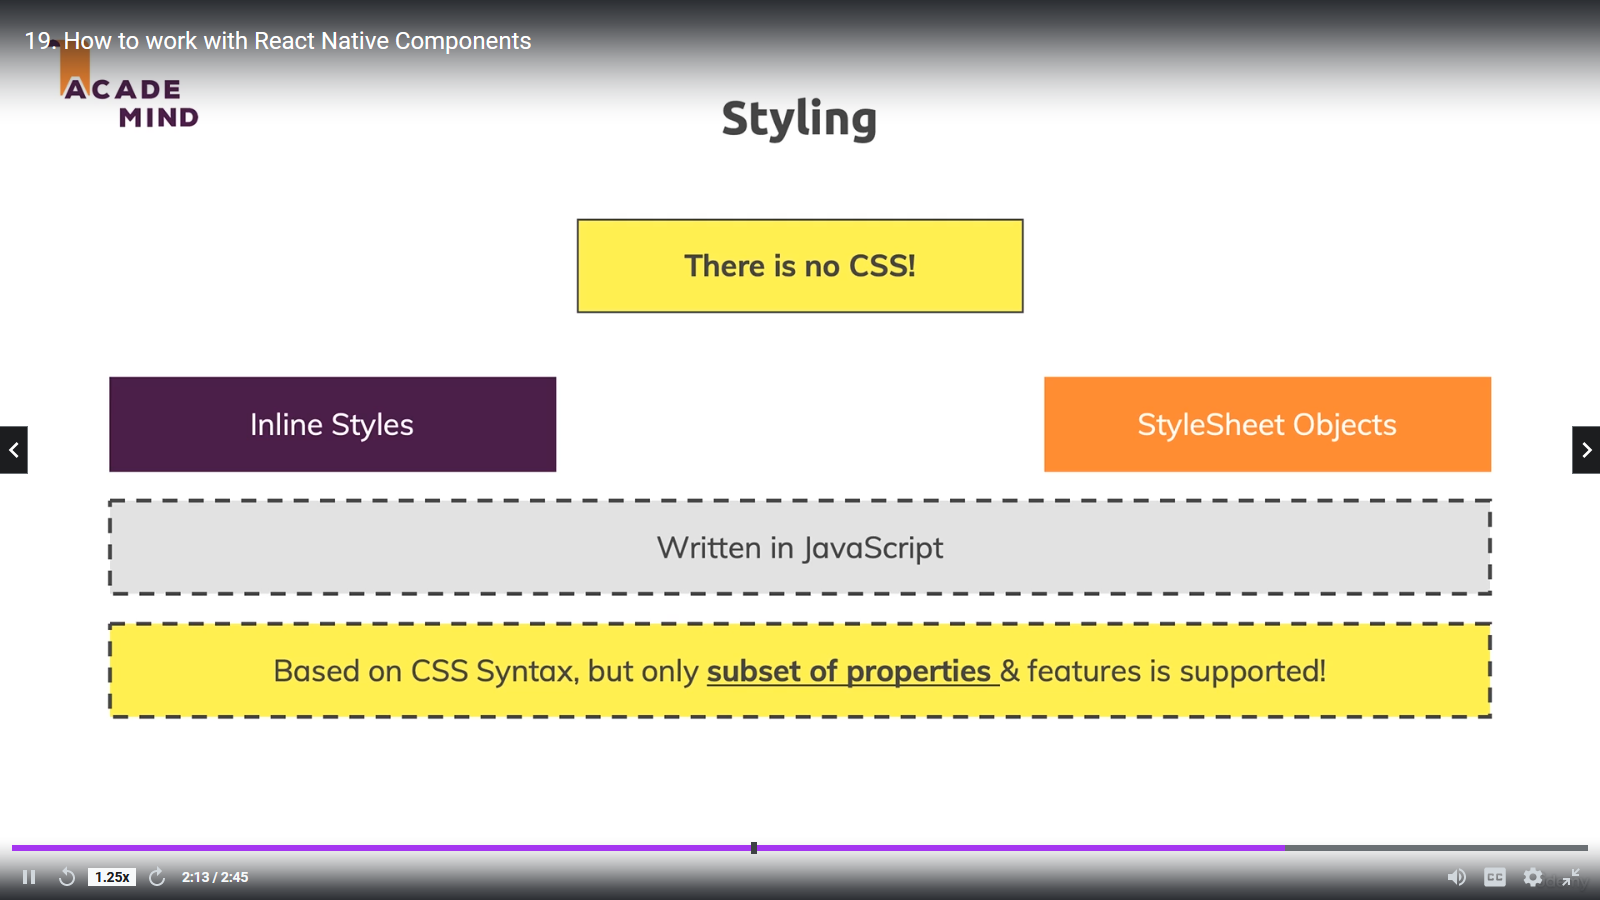 19. How to work with React Native Components
ACADE
MIND
Styling
There is no CSS!
Inline Styles
StyleSheet Objects
Written in JavaScript
Based on CSS Syntax, but only subset of properties & features is supported!
1.25x
2:13 / 2:45
CC